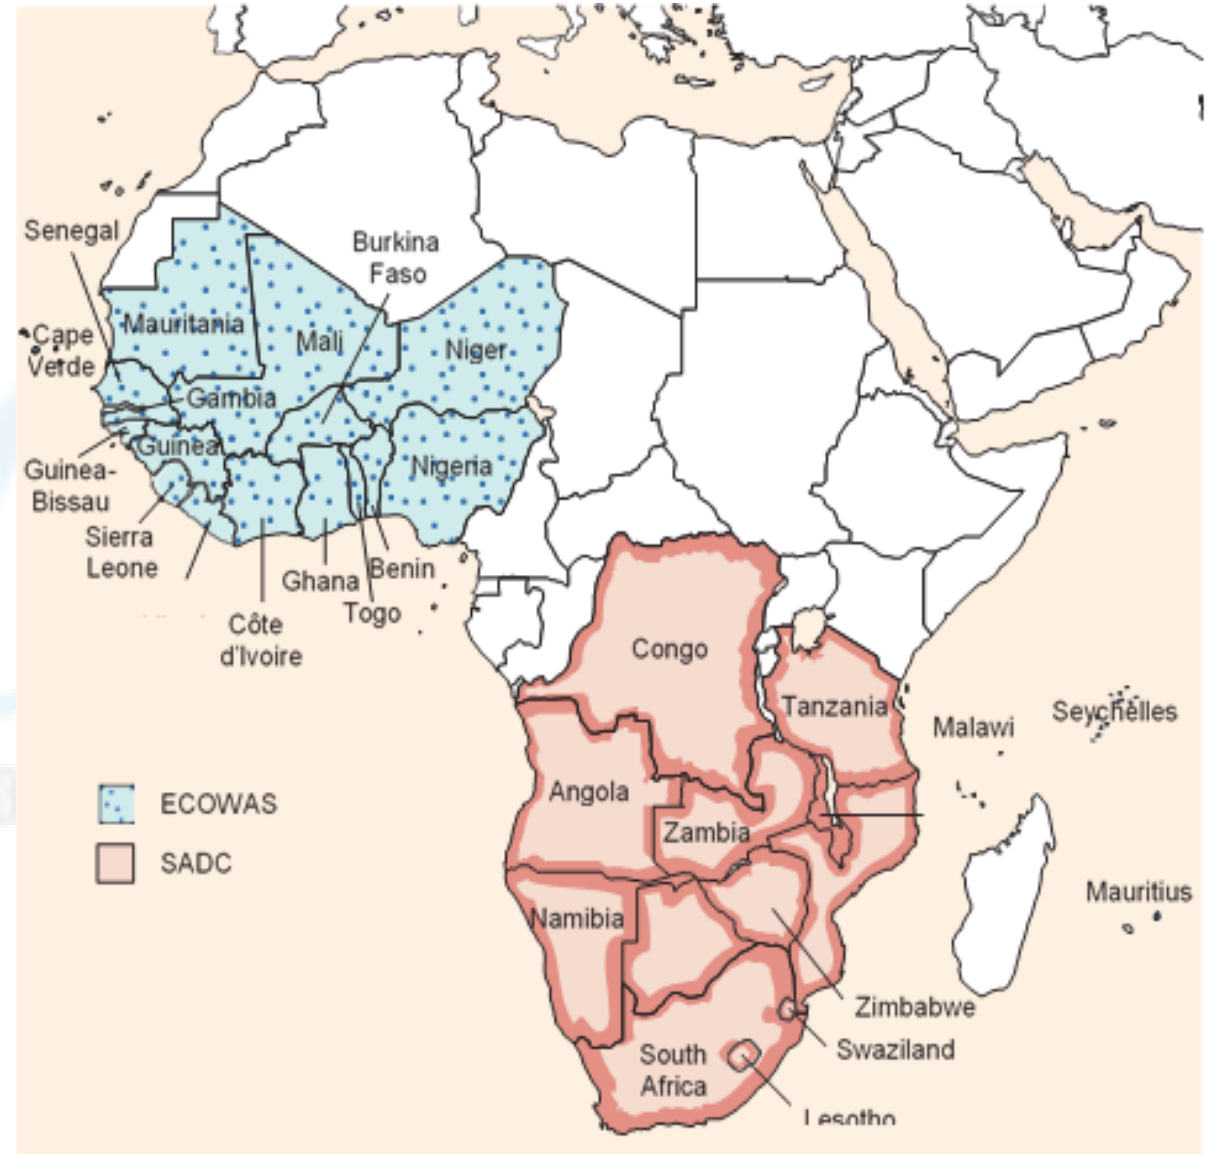 Senegal
Burkina
Faso
Mauritania
Cape
Verde
Mali
Niger
Gambia
Guinea
Nigeria
Guinea-
Bissau
Sierra
Leone
Ghana
Benin
Togo
Côte
d'Ivoire
Congo
Tanzania
Malawi
Seychelles
Angola
ECOWAS
Zambia
SADC
Mauritius
Namibia
Zimbabwe
Swaziland
South
Africa
Lesotho